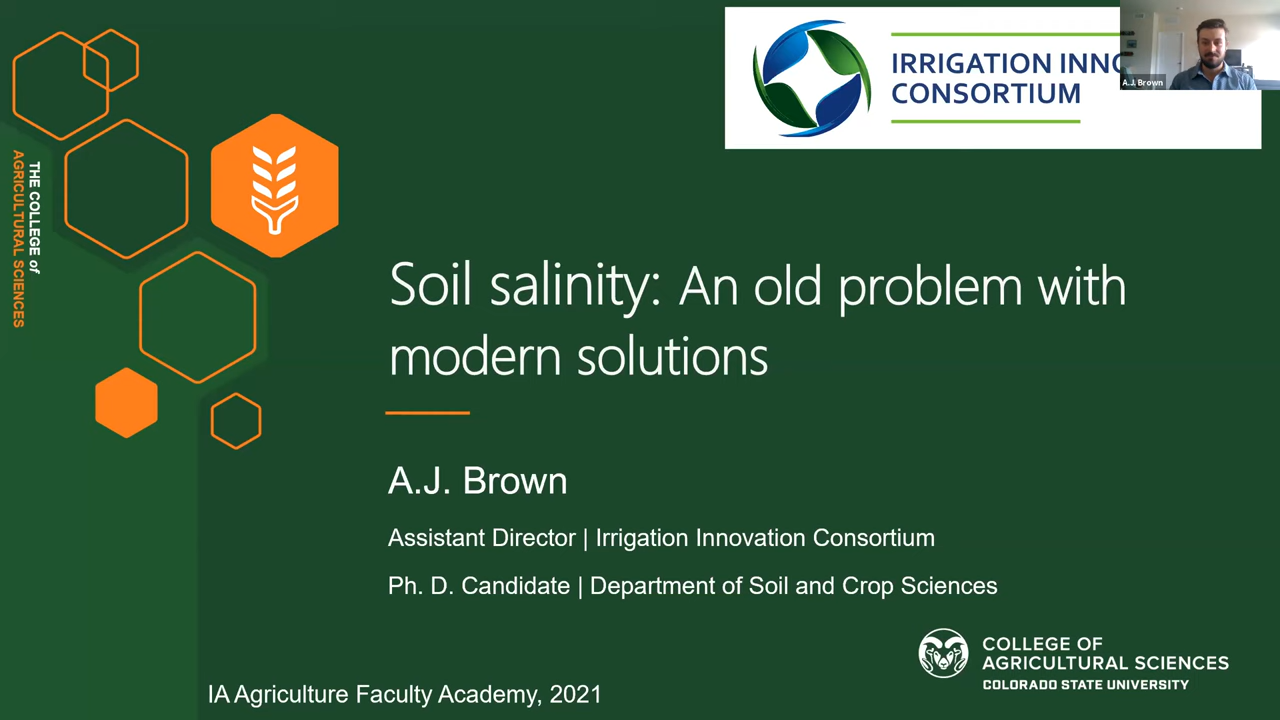 IRRIGATION INNO
CONSORTIUM
A.J. Brown
THE COLLEGE of
AGRICULTURAL SCIENCES
Soil salinity: An old problem with
modern solutions
A.J. Brown
Assistant Director | Irrigation Innovation Consortium
Ph. D. Candidate | Department of Soil and Crop Sciences
COLLEGE OF
AGRICULTURAL SCIENCES
COLORADO STATE UNIVERSITY
IA Agriculture Faculty Academy, 2021